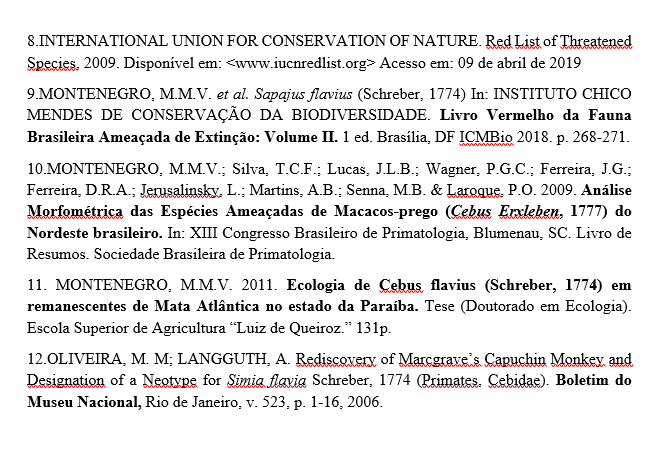 8.INTERNATIONAL UNION FOR CONSERVATION OF NATURE. Red List of Threatened
Species. 2009. Disponível em: <www.iucnredlist.org> Acesso em: 09 de abril de 2019
9.MONTENEGRO, M.M.V. et al. Sapajus flavius (Schreber, 1774) In: INSTITUTO CHICO
MENDES DE CONSERVAÇÃO DA BIODIVERSIDADE. Livro Vermelho da Fauna
Brasileira Ameaçada de Extinção: Volume II. 1 ed. Brasília, DF ICMBio 2018. p. 268-271.
10.MONTENEGRO, M.M.V.; Silva, T.C.F.; Lucas, J.L.B.; Wagner, P.G.C.; Ferreira, J.G.;
Ferreira, D.R.A.; Jerusalinsky, L.; Martins, A.B.; Senna, M.B. & Laroque, P.O. 2009. Análise
Morfométrica das Espécies Ameaçadas de Macacos-prego (Cebus Erxleben, 1777) do
Nordeste brasileiro. In: XIII Congresso Brasileiro de Primatologia, Blumenau, SC. Livro de
Resumos. Sociedade Brasileira de Primatologia.
11. MONTENEGRO, M.M.V. 2011. Ecologia de Cebus flavius (Schreber, 1774) em
remanescentes de Mata Atlântica no estado da Paraíba. Tese (Doutorado em Ecologia).
Escola Superior de Agricultura “Luiz de Queiroz.” 131p.
12.OLIVEIRA, M. M; LANGGUTH, A. Rediscovery of Marcgrave’s Capuchin Monkey and
Designation of a Neotype for Simia flavia Schreber, 1774 (Primates, Cebidae). Boletim do
Museu Nacional, Rio de Janeiro, v. 523, p. 1-16, 2006.